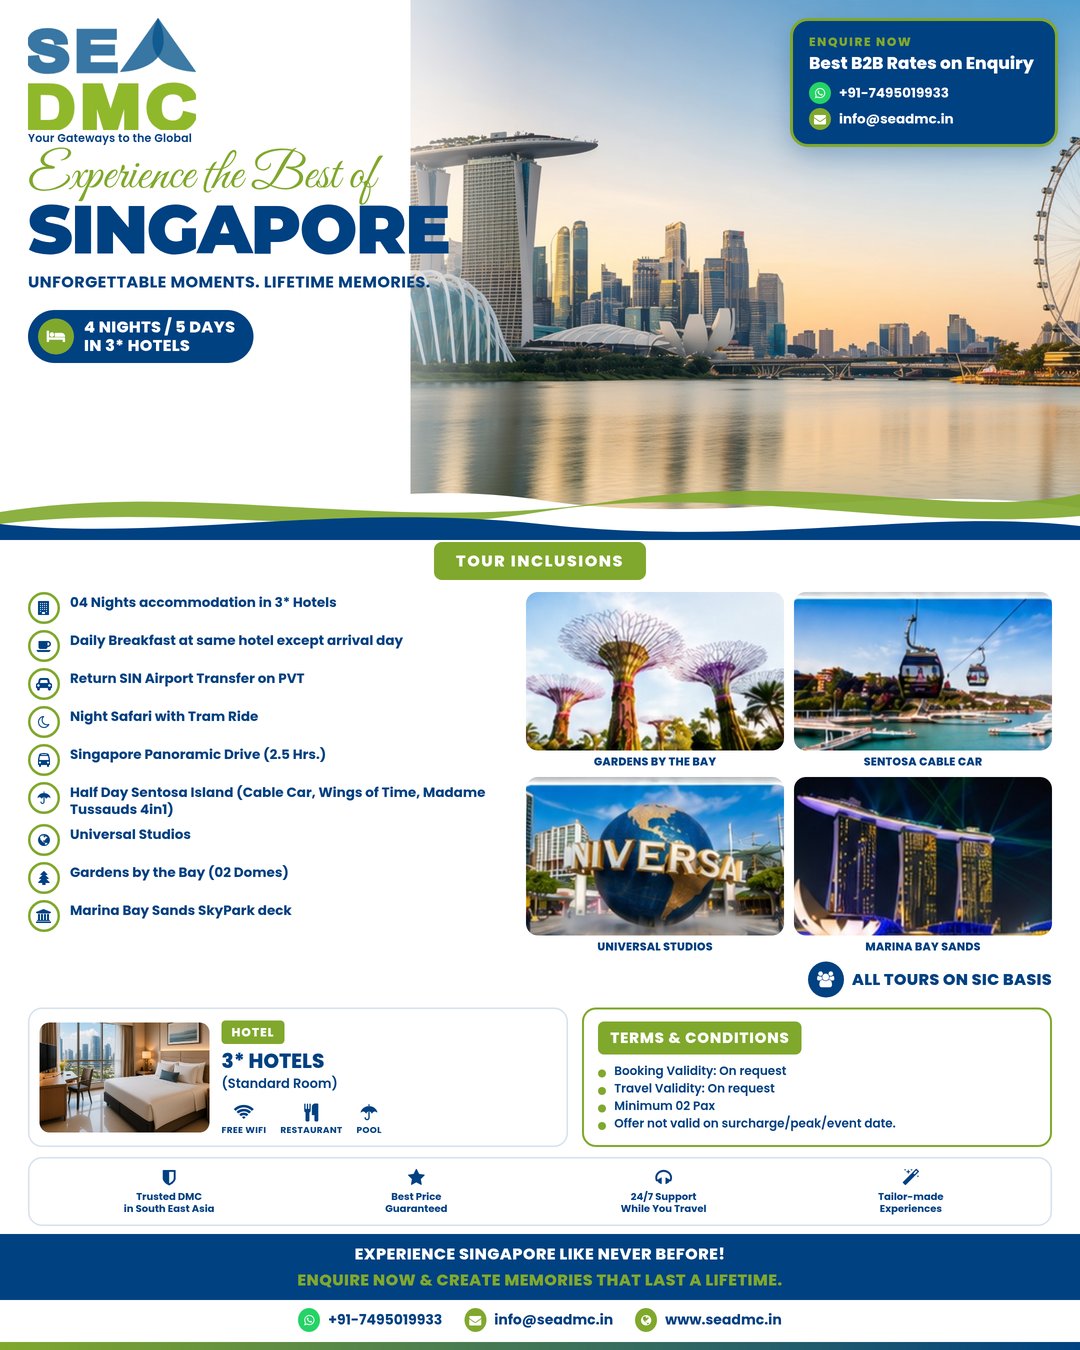 SEA
DMC
Your Gateways to the Global
Experience the Best of
SINGAPORE
UNFORGETTABLE MOMENTS. LIFETIME MEMORIES.
4 NIGHTS / 5 DAYS
IN 3* HOTELS
ENQUIRE NOW
Best B2B Rates on Enquiry
+91-7495019933
info@seadmc.in
TOUR INCLUSIONS
04 Nights accommodation in 3* Hotels
Daily Breakfast at same hotel except arrival day
Return SIN Airport Transfer on PVT
Night Safari with Tram Ride
Singapore Panoramic Drive (2.5 Hrs.)
Half Day Sentosa Island (Cable Car, Wings of Time, Madame
Tussauds 4in1)
Universal Studios
Gardens by the Bay (02 Domes)
Marina Bay Sands SkyPark deck
GARDENS BY THE BAY
SENTOSA CABLE CAR
NIVERSAL
UNIVERSAL STUDIOS
MARINA BAY SANDS
ALL TOURS ON SIC BASIS
HOTEL
3* HOTELS
(Standard Room)
FREE WIFI
RESTAURANT
POOL
TERMS & CONDITIONS
Booking Validity: On request
Travel Validity: On request
Minimum 02 Pax
Offer not valid on surcharge/peak/event date.
Trusted DMC
in South East Asia
Best Price
Guaranteed
24/7 Support
While You Travel
Tailor-made
Experiences
EXPERIENCE SINGAPORE LIKE NEVER BEFORE!
ENQUIRE NOW & CREATE MEMORIES THAT LAST A LIFETIME.
+91-7495019933
info@seadmc.in
www.seadmc.in